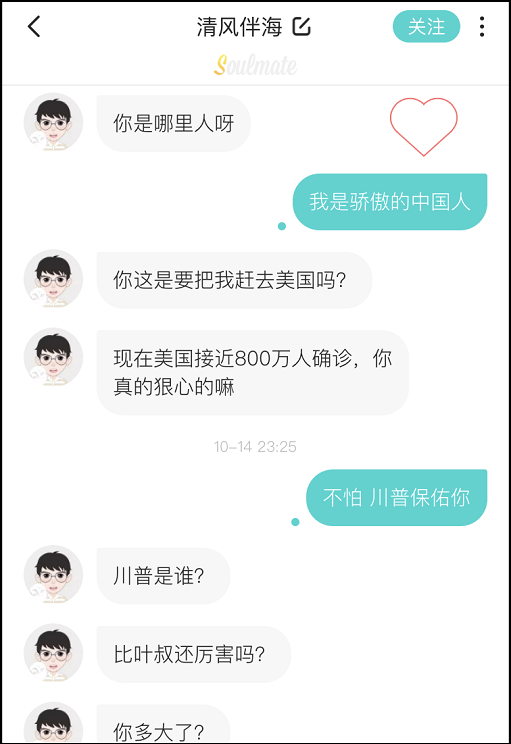 清风伴海
关注
Soulmate
你是哪里人呀
我是骄傲的中国人
你这是要把我赶去美国吗？
现在美国接近800万人确诊，你
真的狠心的嘛
10-14 23:25
不怕 川普保佑你
川普是谁？
比叶叔还厉害吗？
你多大了？